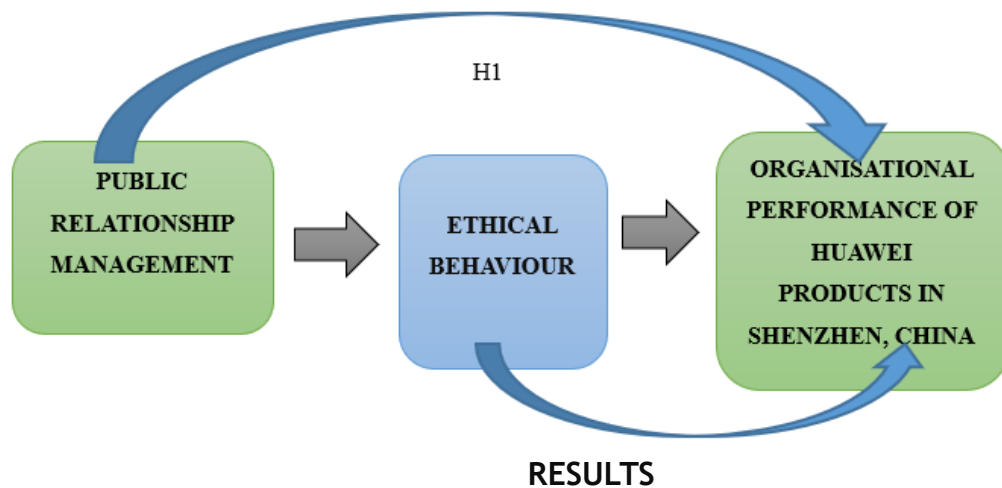 H1
PUBLIC
RELATIONSHIP
MANAGEMENT
ETHICAL
BEHAVIOUR
ORGANISATIONAL
PERFORMANCE OF
HUAWEI
PRODUCTS IN
SHENZHEN, CHINA
RESULTS